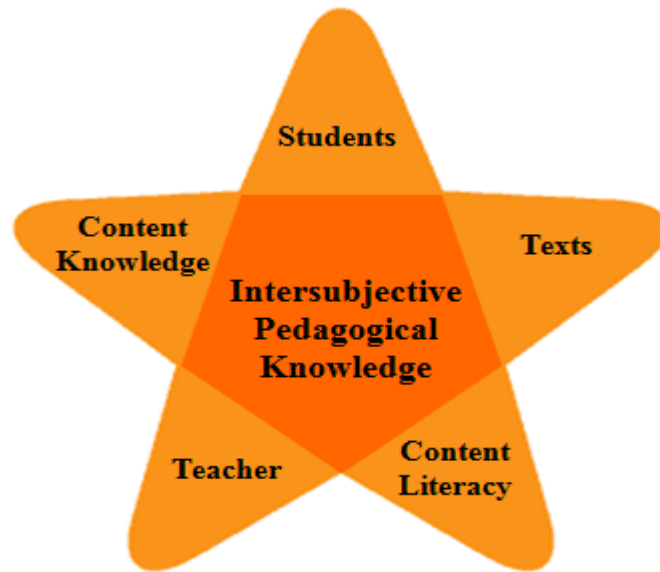 Students
Content
Knowledge
Texts
Intersubjective
Pedagogical
Knowledge
Teacher
Content
Literacy